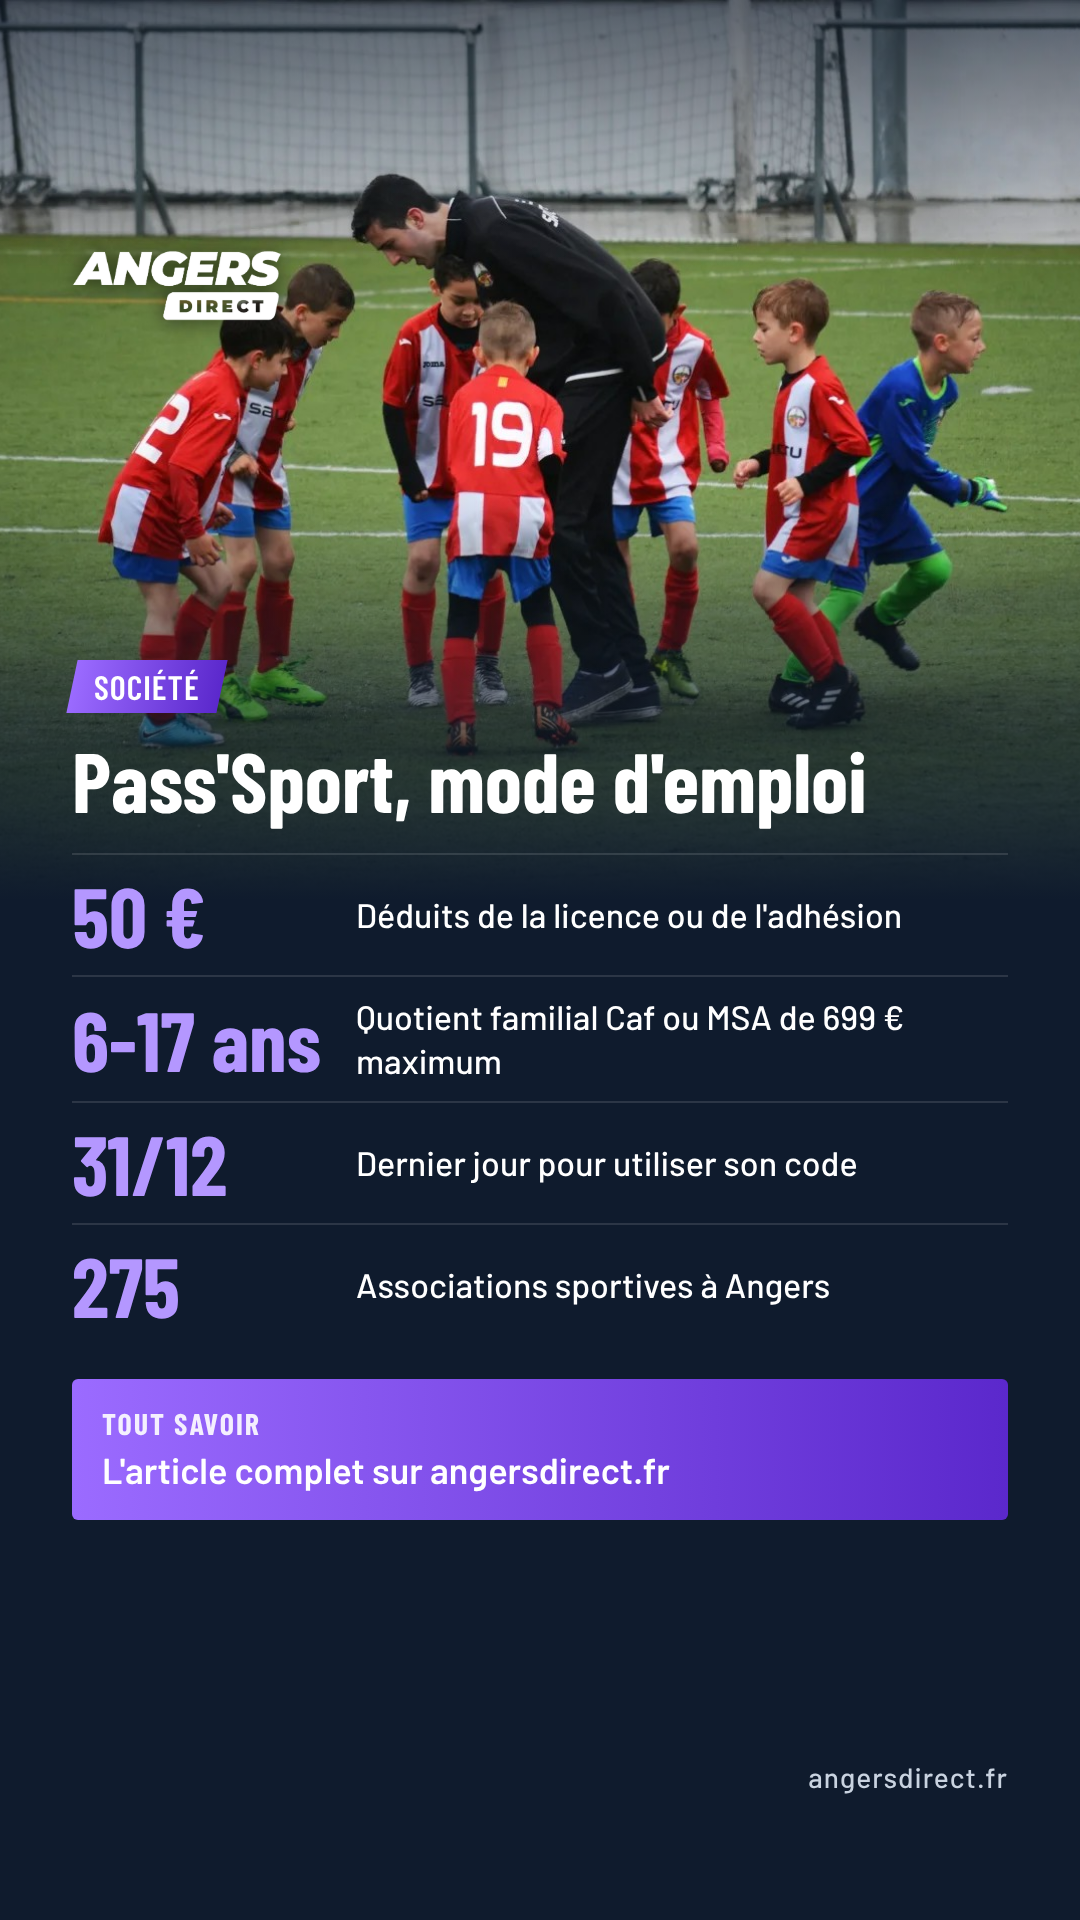 ANGERS
DIRECT
19
SOCIÉTÉ
Pass'Sport, mode d'emploi
50 €
Déduits de la licence ou de l'adhésion
6-17 ans
Quotient familial Caf ou MSA de 699 €
maximum
31/12
Dernier jour pour utiliser son code
275
Associations sportives à Angers
TOUT SAVOIR
L'article complet sur angersdirect.fr
angersdirect.fr